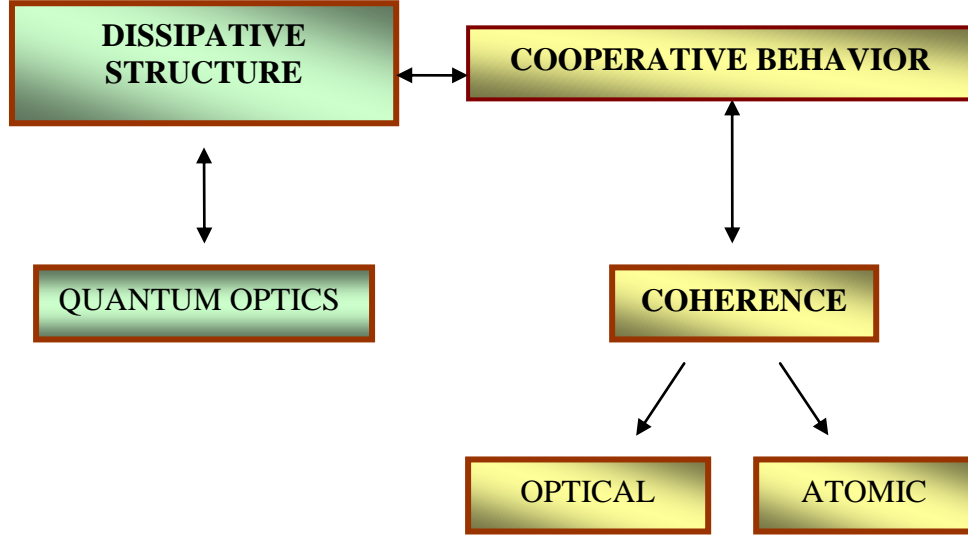 DISSIPATIVE
STRUCTURE
COOPERATIVE BEHAVIOR
QUANTUM OPTICS
COHERENCE
OPTICAL
ATOMIC